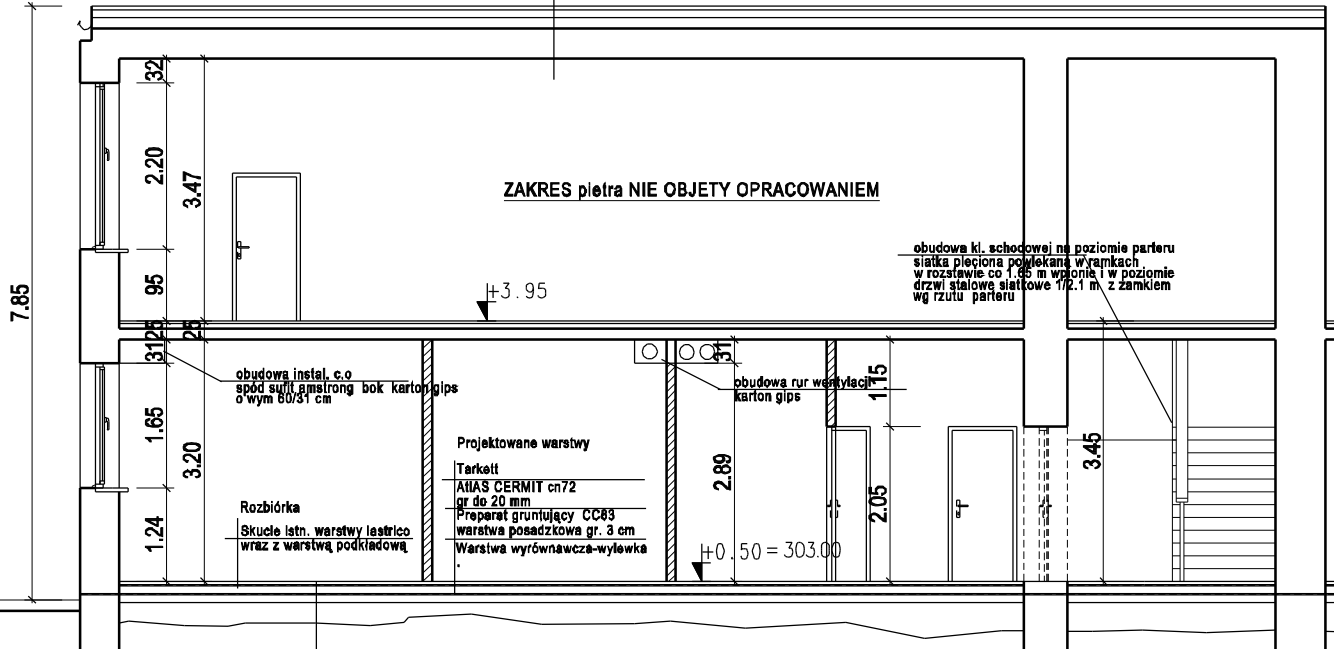 32
2.20
3.47
ZAKRES pietra NIE OBJETY OPRACOWANIEM
7.85
95
obudowa kl. schodowej na poziomie parteru
siatka pleciona powlekana w ramkach
w rozstawie co 1.65 m wpionie i w poziomie
drzwi stalowe siatkowe 1/2.1 m z zamkiem
wg rzutu parteru
+3.95
25
25
31
31
obudowa instal. c.o
spód sufit amstrong bok karton gips
o wym 60/31 cm
obudowa rur wentylacji
karton gips
1.15
1.65
3.20
2.89
3.45
2.05
1.24
Projektowane warstwy
Tarkett
AtlAS CERMIT cn72
gr do 20 mm
Preparat gruntujący CC83
warstwa posadzkowa gr. 3 cm
Warstwa wyrównawcza-wylewka
.
Rozbiórka
Skucie istn. warstwy lastrico
wraz z warstwą podkładową
+0.50 = 303.00